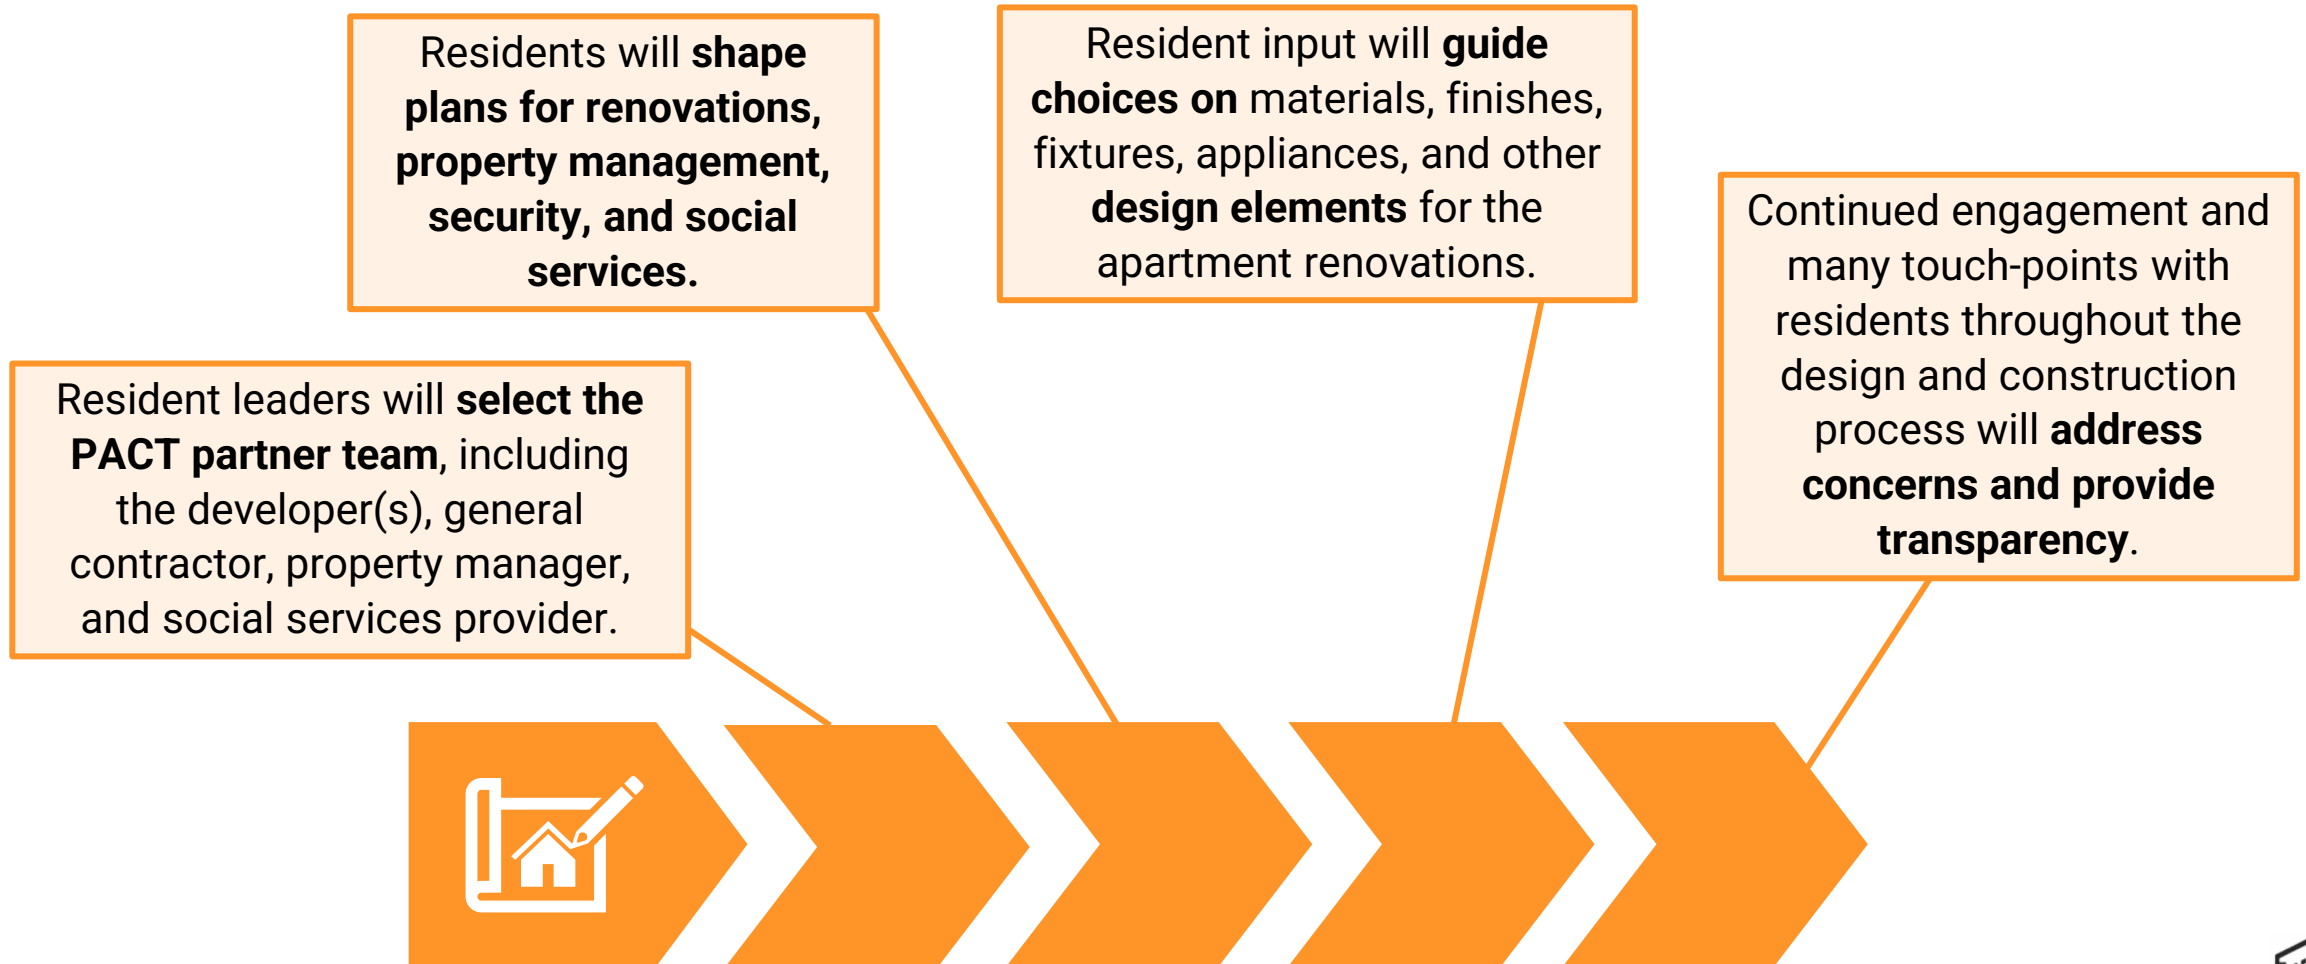 Residents will shape
plans for renovations,
property management,
security, and social
services.
Resident input will guide
choices on materials, finishes,
fixtures, appliances, and other
design elements for the
apartment renovations.
Continued engagement and
many touch-points with
residents throughout the
design and construction
process will address
concerns and provide
transparency.
Resident leaders will select the
PACT partner team, including
the developer(s), general
contractor, property manager,
and social services provider.